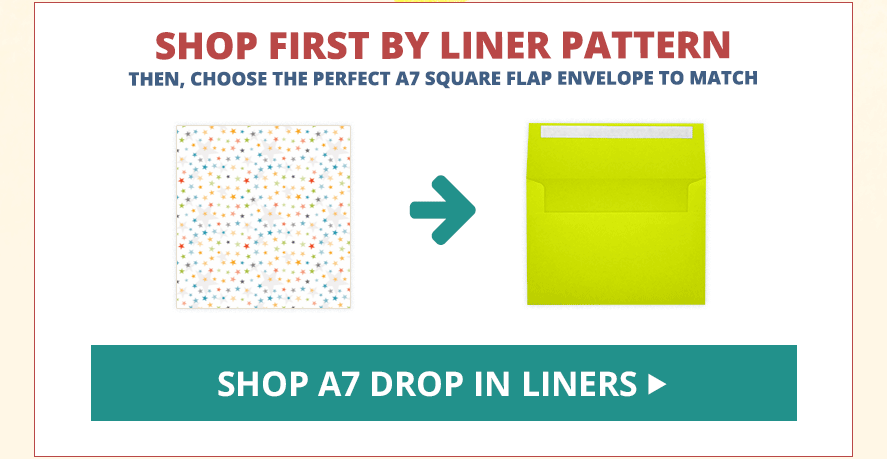 SHOP FIRST BY LINER PATTERN
THEN, CHOOSE THE PERFECT A7 SQUARE FLAP ENVELOPE TO MATCH
SHOP A7 DROP IN LINERS